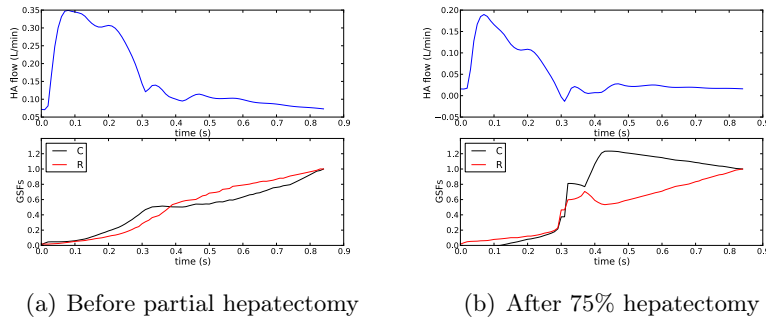 0.35
0.30
0.25
0.20
0.15
0.10
0.05
HA flow (L/min)
0.0 0.1 0.2 0.3 0.4 0.5 0.6 0.7 0.8 0.9
time (s)
C
R
1.2
1.0
0.8
0.6
0.4
0.2
0.0
GSFs
0.0 0.1 0.2 0.3 0.4 0.5 0.6 0.7 0.8 0.9
time (s)
(a) Before partial hepatectomy
0.20
0.15
0.10
0.05
0.00
−0.05
HA flow (L/min)
0.0 0.1 0.2 0.3 0.4 0.5 0.6 0.7 0.8 0.9
time (s)
C
R
1.2
1.0
0.8
0.6
0.4
0.2
0.0
GSFs
0.0 0.1 0.2 0.3 0.4 0.5 0.6 0.7 0.8 0.9
time (s)
(b) After 75% hepatectomy